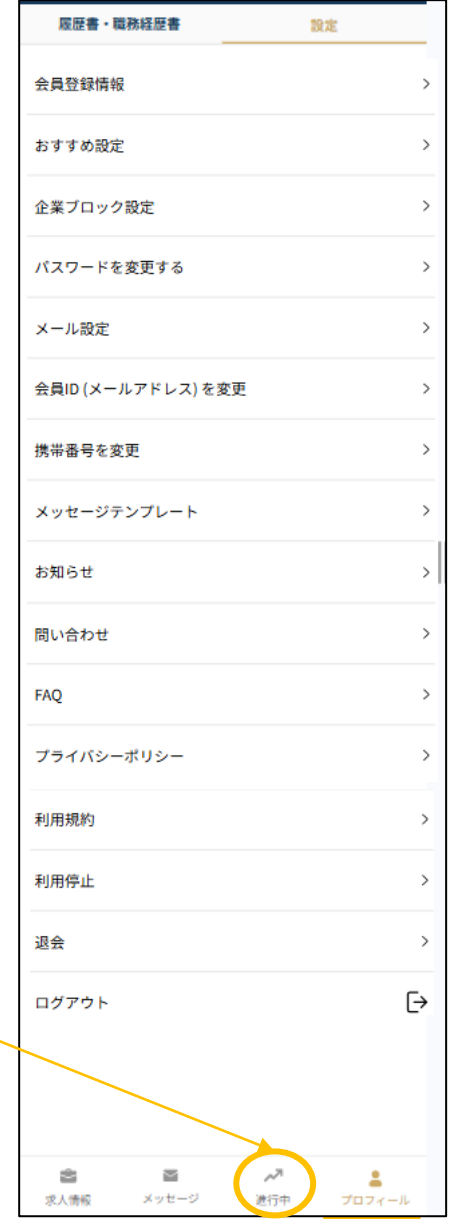 履歴書・職務経歴書 設定
会員登録情報
おすすめ設定
企業ブロック設定
パスワードを変更する
メール設定
会員ID (メールアドレス) を変更
携帯番号を変更
メッセージテンプレート
お知らせ
問い合わせ
FAQ
プライバシーポリシー
利用規約
利用停止
退会
ログアウト
求人情報 メッセージ 進行中 プロフィール